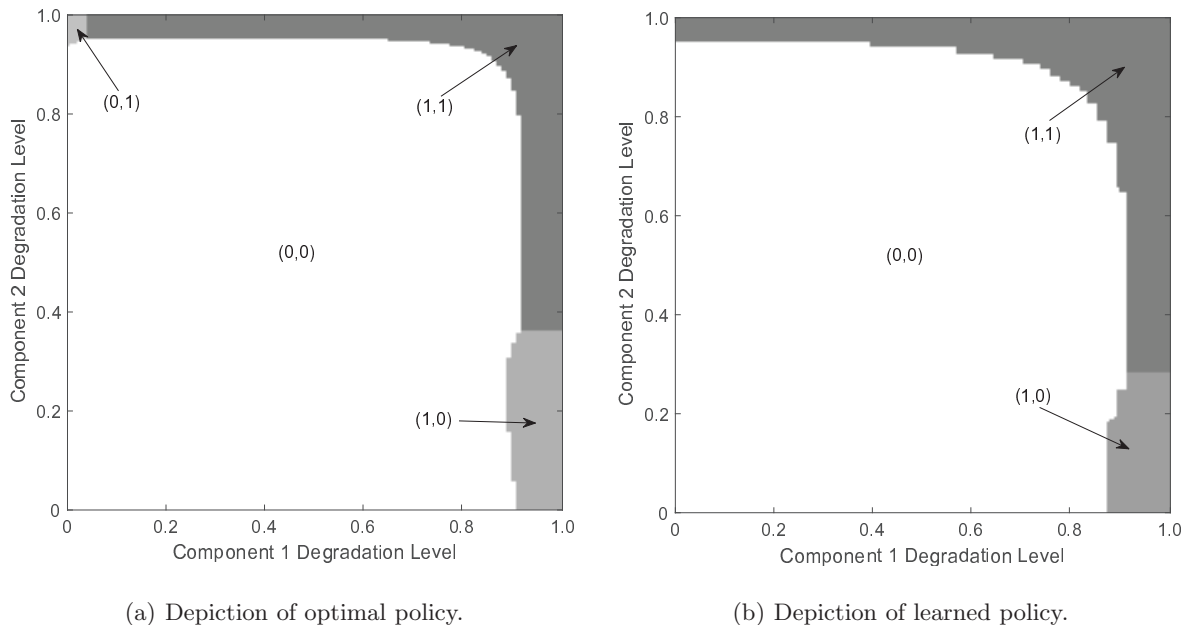 1.0
0.8
0.6
0.4
0.2
0
Component 2 Degradation Level
(0,1)
(1,1)
(0,0)
(1,0)
0 0.2 0.4 0.6 0.8 1.0
Component 1 Degradation Level
(a) Depiction of optimal policy.
1.0
0.8
0.6
0.4
0.2
0
Component 2 Degradation Level
(1,1)
(0,0)
(1,0)
0 0.2 0.4 0.6 0.8 1.0
Component 1 Degradation Level
(b) Depiction of learned policy.